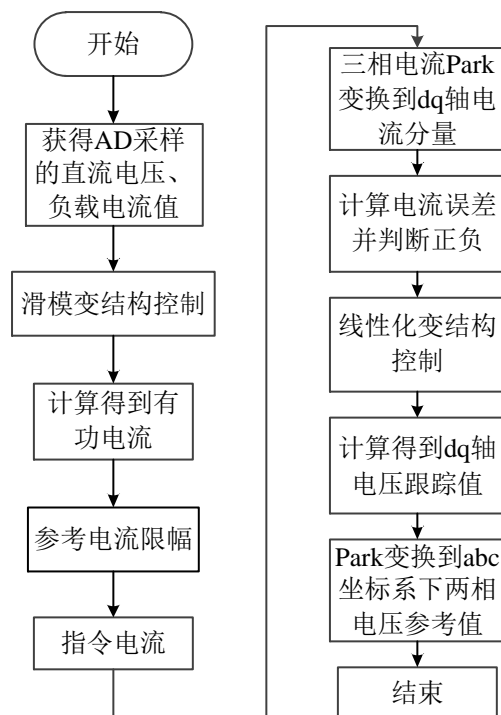 开始
获得AD采样
的直流电压、
负载电流值
滑模变结构控制
计算得到有
功电流
参考电流限幅
指令电流
三相电流Park
变换到dq轴电
流分量
计算电流误差
并判断正负
线性化变结构
控制
计算得到dq轴
电压跟踪值
Park变换到abc
坐标系下两相
电压参考值
结束